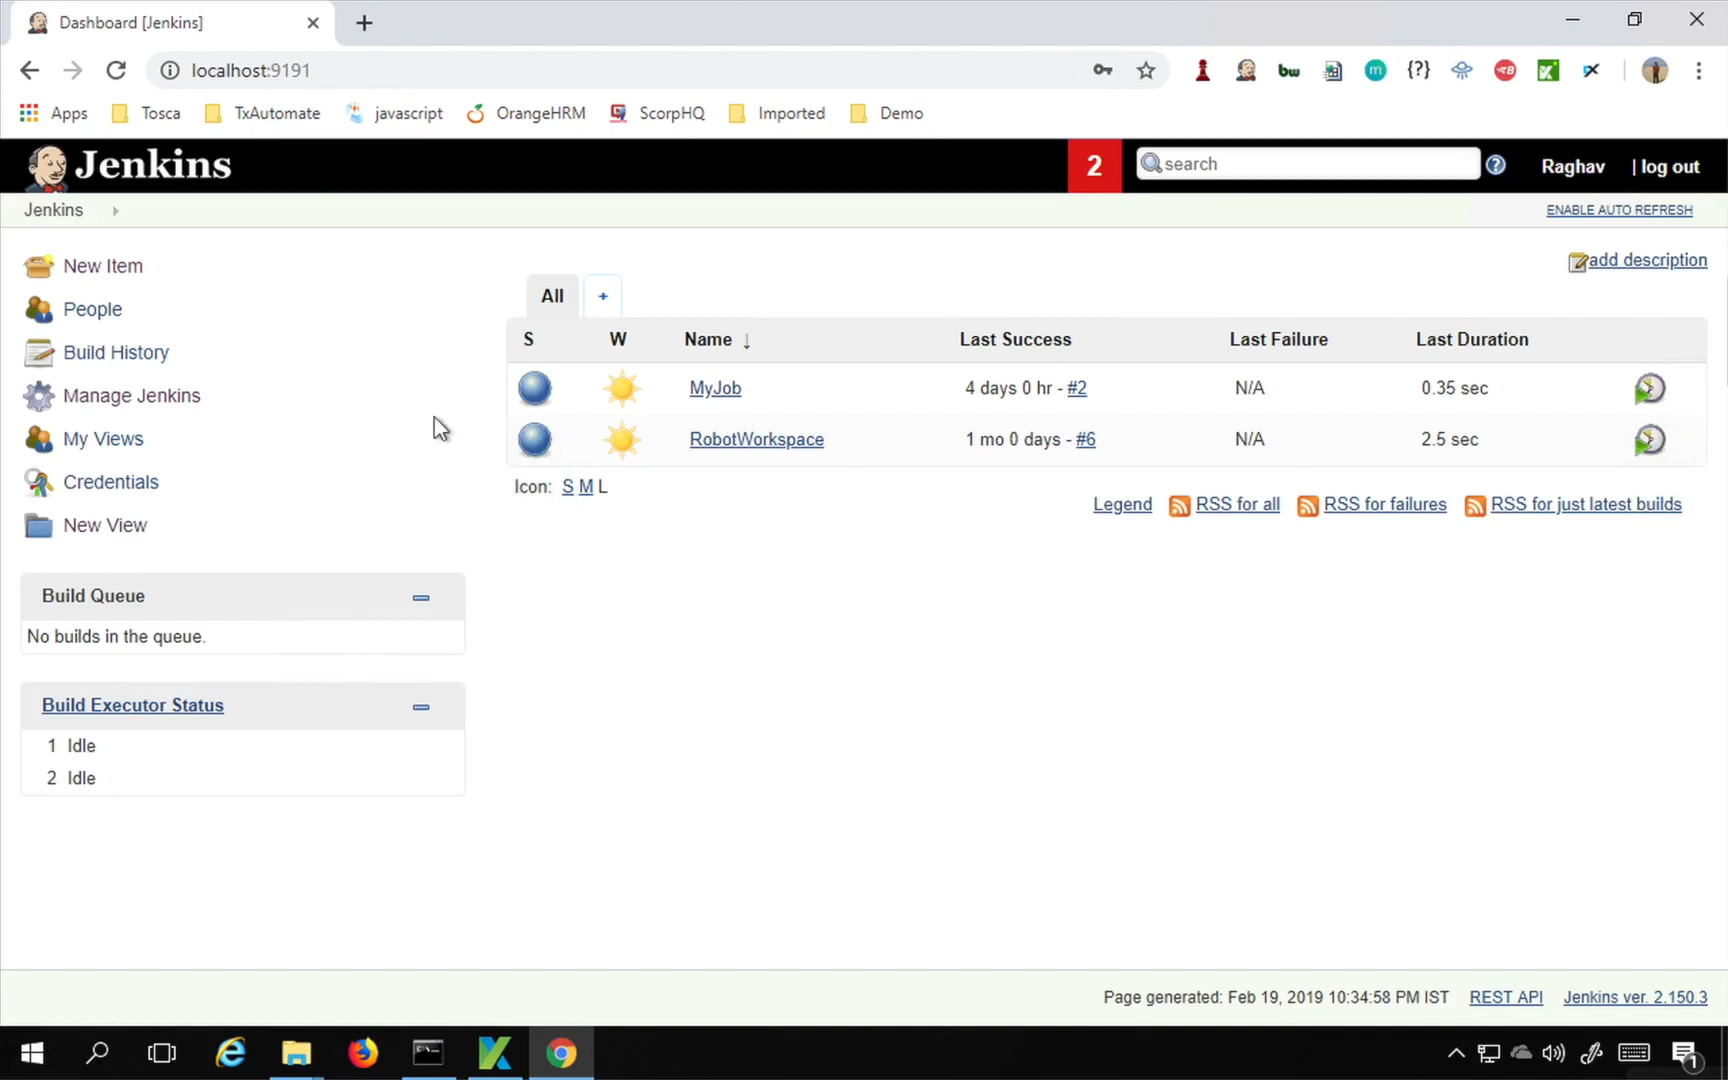 Dashboard [Jenkins]
localhost:9191
bw
m
{?}
B
Apps
Tosca
TxAutomate
javascript
OrangeHRM
ScorpHQ
Imported
Demo
Jenkins
2
search
Raghav
| log out
Jenkins
ENABLE AUTO REFRESH
New Item
People
Build History
Manage Jenkins
My Views
Credentials
New View
add description
All
+
S W Name ↓ Last Success Last Failure Last Duration
MyJob 4 days 0 hr - #2 N/A 0.35 sec
RobotWorkspace 1 mo 0 days - #6 N/A 2.5 sec
Icon: S M L
Legend RSS for all RSS for failures RSS for just latest builds
Build Queue
No builds in the queue.
Build Executor Status
1 Idle
2 Idle
Page generated: Feb 19, 2019 10:34:58 PM IST REST API Jenkins ver. 2.150.3
1